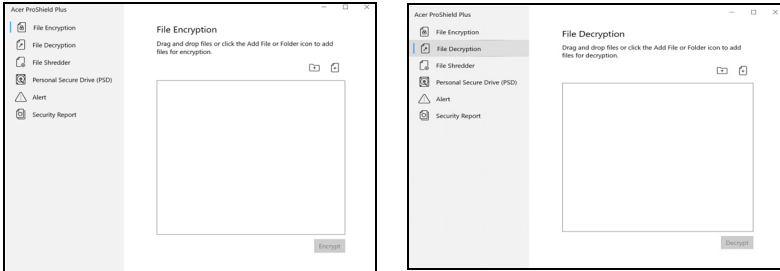 Acer ProShield Plus
File Encryption
File Decryption
File Shredder
Personal Secure Drive (PSD)
Alert
Security Report
File Encryption
Drag and drop files or click the Add File or Folder icon to add
files for encryption.
Encrypt
Acer ProShield Plus
File Encryption
File Decryption
File Shredder
Personal Secure Drive (PSD)
Alert
Security Report
File Decryption
Drag and drop files or click the Add File or Folder icon to add
files for decryption.
Decrypt